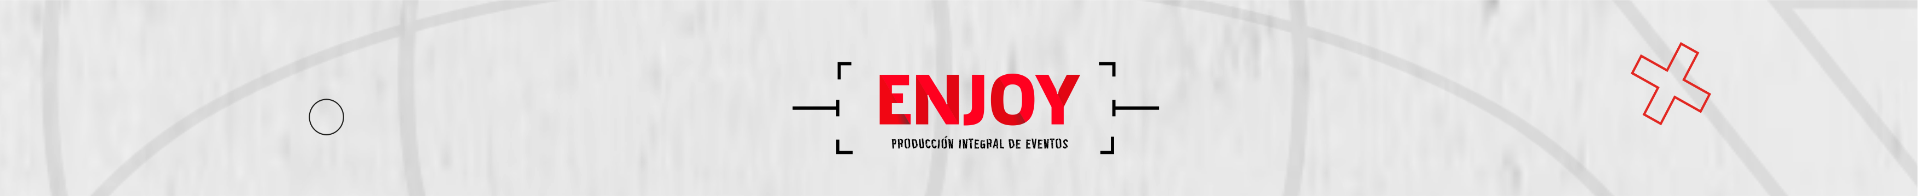 ENJOY
PRODUCCIÓN INTEGRAL DE EVENTOS